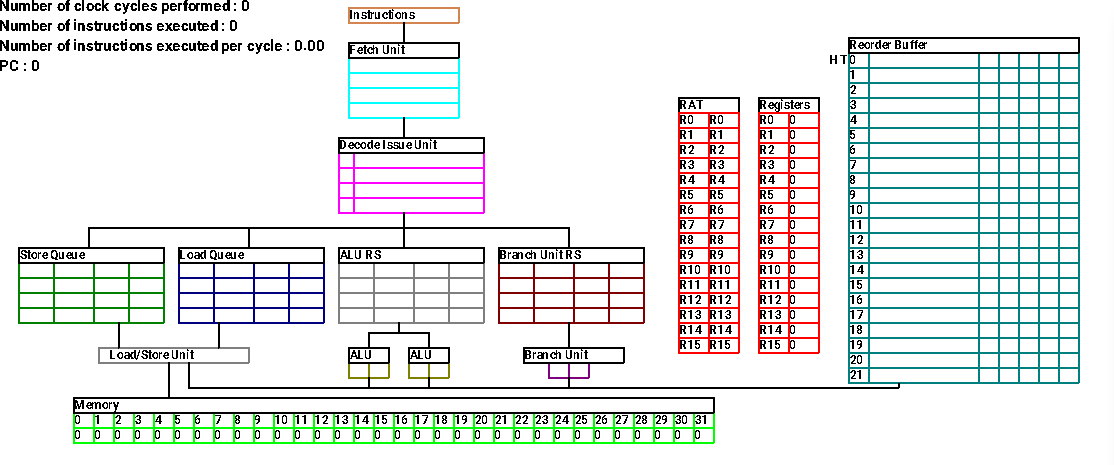 Number of clock cycles performed : 0
Number of instructions executed : 0
Number of instructions executed per cycle : 0.00
PC : 0
Instructions
Fetch Unit
Decode Issue Unit
Store Queue
Load Queue
ALU RS
Branch Unit RS
Load/Store Unit
ALU
ALU
Branch Unit
RAT
R0 R0
R1 R1
R2 R2
R3 R3
R4 R4
R5 R5
R6 R6
R7 R7
R8 R8
R9 R9
R10 R10
R11 R11
R12 R12
R13 R13
R14 R14
R15 R15
Registers
R0 0
R1 0
R2 0
R3 0
R4 0
R5 0
R6 0
R7 0
R8 0
R9 0
R10 0
R11 0
R12 0
R13 0
R14 0
R15 0
Reorder Buffer
H T 0
1
2
3
4
5
6
7
8
9
10
11
12
13
14
15
16
17
18
19
20
21
Memory
0 1 2 3 4 5 6 7 8 9 10 11 12 13 14 15 16 17 18 19 20 21 22 23 24 25 26 27 28 29 30 31
0 0 0 0 0 0 0 0 0 0 0 0 0 0 0 0 0 0 0 0 0 0 0 0 0 0 0 0 0 0 0 0